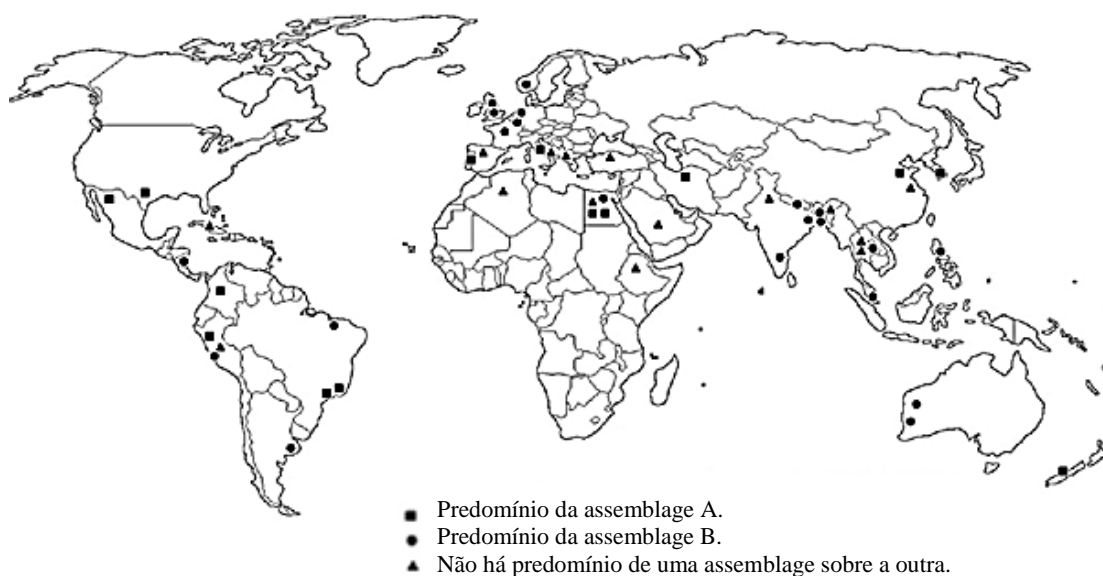 Predomínio da assemblage A.
Predomínio da assemblage B.
Não há predomínio de uma assemblage sobre a outra.